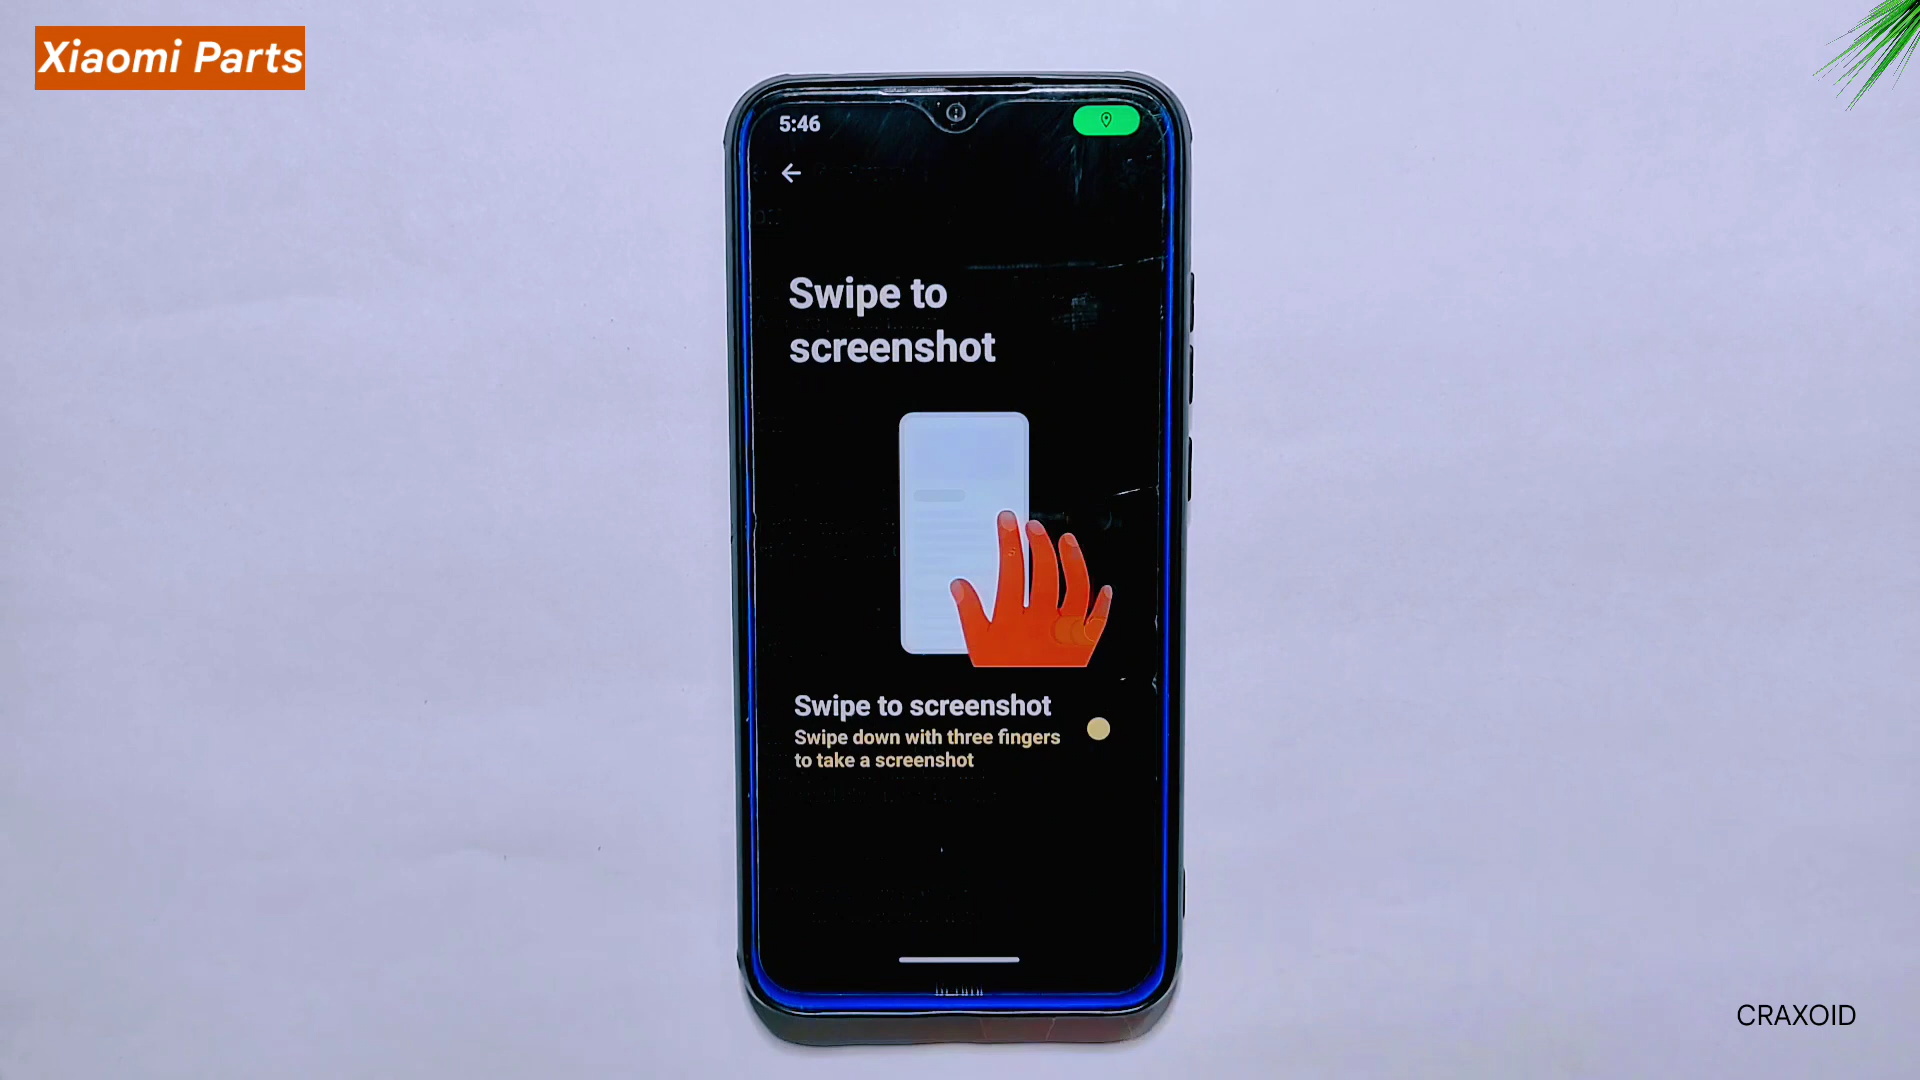 Xiaomi Parts
5:46
Swipe to
screenshot
Swipe to screenshot
Swipe down with three fingers
to take a screenshot
CRAXOID